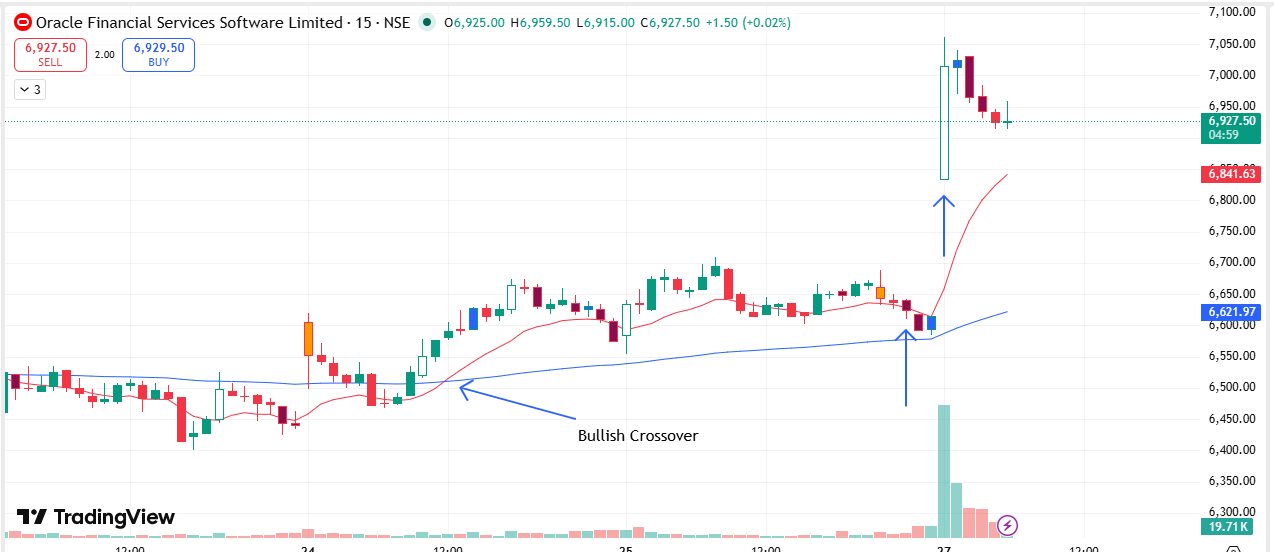 Oracle Financial Services Software Limited · 15 · NSE O6,925.00 H6,959.50 L6,915.00 C6,927.50 +1.50 (+0.02%)
6,927.50 2.00 6,929.50
SELL BUY
3
7,100.00
7,050.00
7,000.00
6,950.00
6,927.50
04:59
6,841.63
6,800.00
6,750.00
6,700.00
6,650.00
6,621.97
6,600.00
6,550.00
6,500.00
6,450.00
6,400.00
6,350.00
6,300.00
19.71K
Bullish Crossover
TradingView
12:00 24 12:00 25 12:00 27 12:00